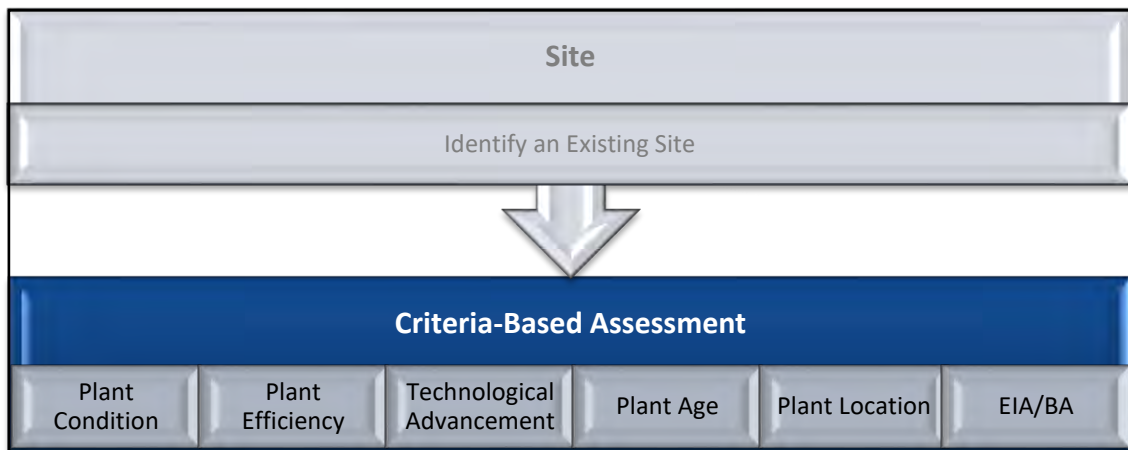 Site
Identify an Existing Site
Criteria-Based Assessment
Plant
Condition
Plant
Efficiency
Technological
Advancement
Plant Age
Plant Location
EIA/BA